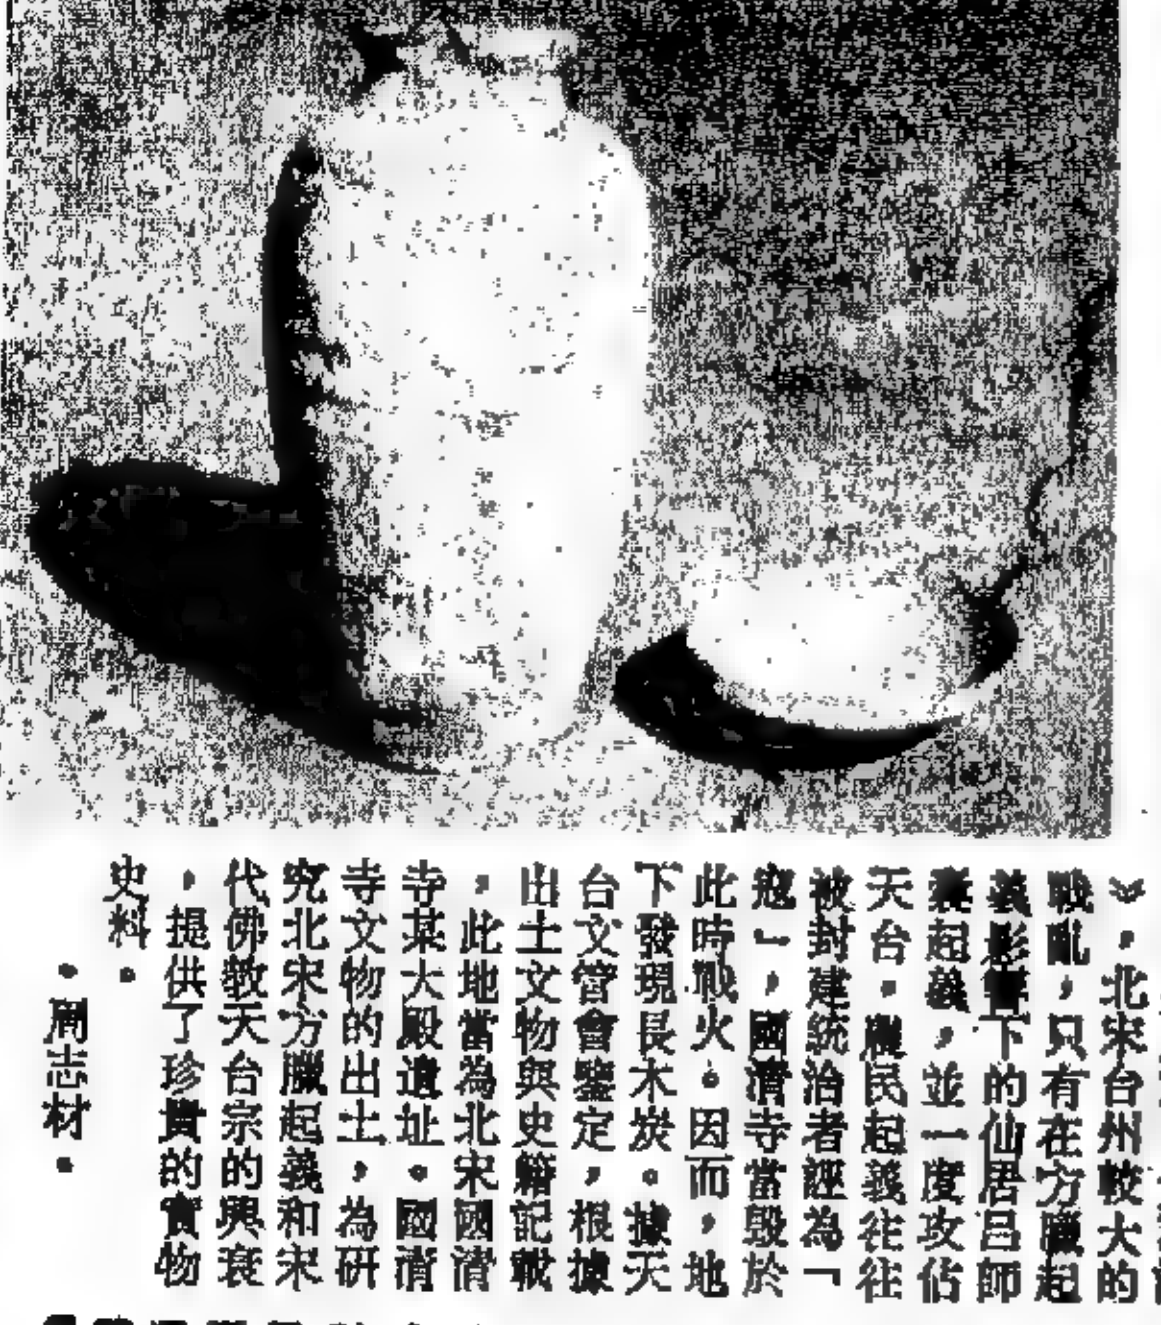 》，北宋台州較大的
戰亂，只有在方臘起
義影響下的仙居呂師
囊起義，並一度攻佔
天台。農民起義往往
被封建統治者誣為「
寇」，國清寺當毀於
此時戰火。因而，地
下發現長木炭。據天
台文管會鑒定，根據
出土文物與史籍記載
，此地當為北宋國清
寺某大殿遺址。國清
寺文物的出土，為研
究北宋方臘起義和宋
代佛教天台宗的興衰
，提供了珍貴的實物
史料。
•周志材•